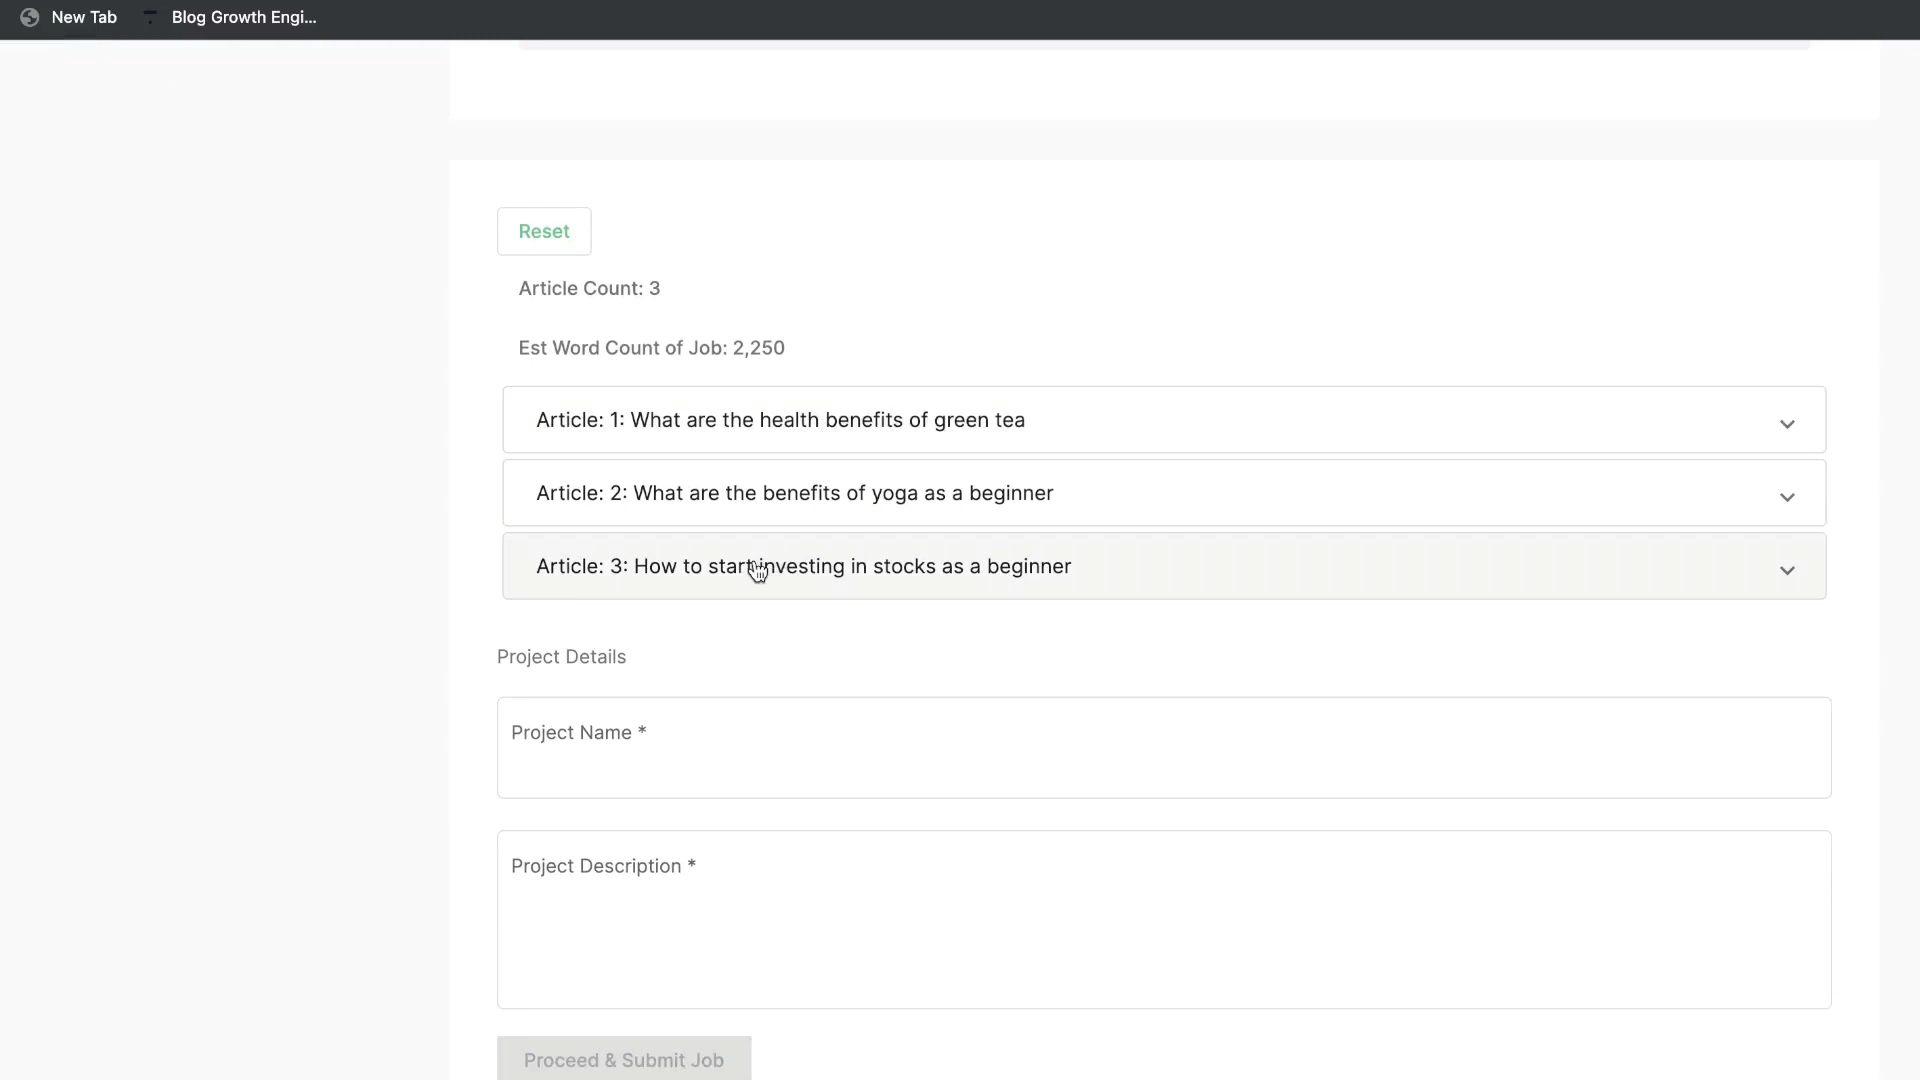 New Tab
Blog Growth Engi...
Reset
Article Count: 3
Est Word Count of Job: 2,250
Article: 1: What are the health benefits of green tea
Article: 2: What are the benefits of yoga as a beginner
Article: 3: How to start investing in stocks as a beginner
Project Details
Project Name *
Project Description *
Proceed & Submit Job